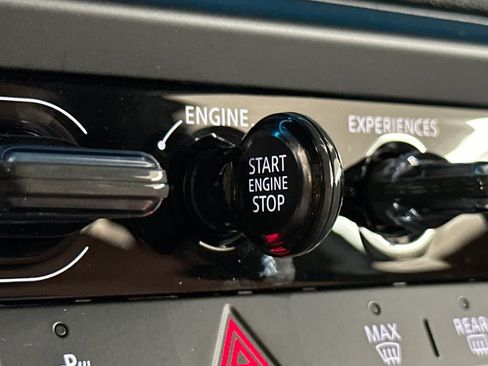 ENGINE
EXPERIENCES
START
ENGINE
STOP
MAX
REAR
P